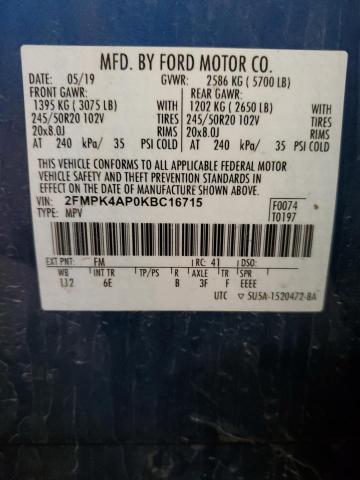 MFD. BY FORD MOTOR CO.
DATE: 05/19 GVWR: 2586 KG ( 5700 LB)
FRONT GAWR: REAR GAWR:
1395 KG ( 3075 LB) 1202 KG ( 2650 LB)
245/50R20 102V TIRES 245/50R20 102V TIRES
20x8.0J RIMS 20x8.0J RIMS
AT 240 kPa/ 35 PSI COLD AT 240 kPa/ 35 PSI COLD
THIS VEHICLE CONFORMS TO ALL APPLICABLE FEDERAL MOTOR
VEHICLE SAFETY AND THEFT PREVENTION STANDARDS IN
EFFECT ON THE DATE OF MANUFACTURE SHOWN ABOVE.
VIN: 2FMPK4AP0KBC16715 F0074
TYPE: MPV T0197
EXT PNT: FM RC: 41 DSO:
WB INT TR TP/PS R AXLE TR SPR
112 6E B 3F F EEEE
UTC ▽ 5U5A-1520472-BA